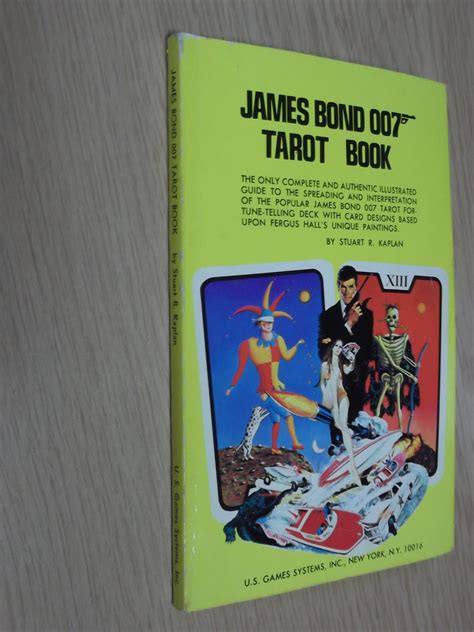 JAMES BOND 007
TAROT BOOK
THE ONLY COMPLETE AND AUTHENTIC ILLUSTRATED
GUIDE TO THE SPREADING AND INTERPRETATION
OF THE POPULAR JAMES BOND 007 TAROT FOR-
TUNE-TELLING DECK WITH CARD DESIGNS BASED
UPON FERGUS HALL'S UNIQUE PAINTINGS.
BY STUART R. KAPLAN
XIII
U.S. GAMES SYSTEMS, INC., NEW YORK, N.Y. 10016
JAMES BOND 007 TAROT BOOK
by Stuart R. Kaplan
U. S. Games Systems, Inc.